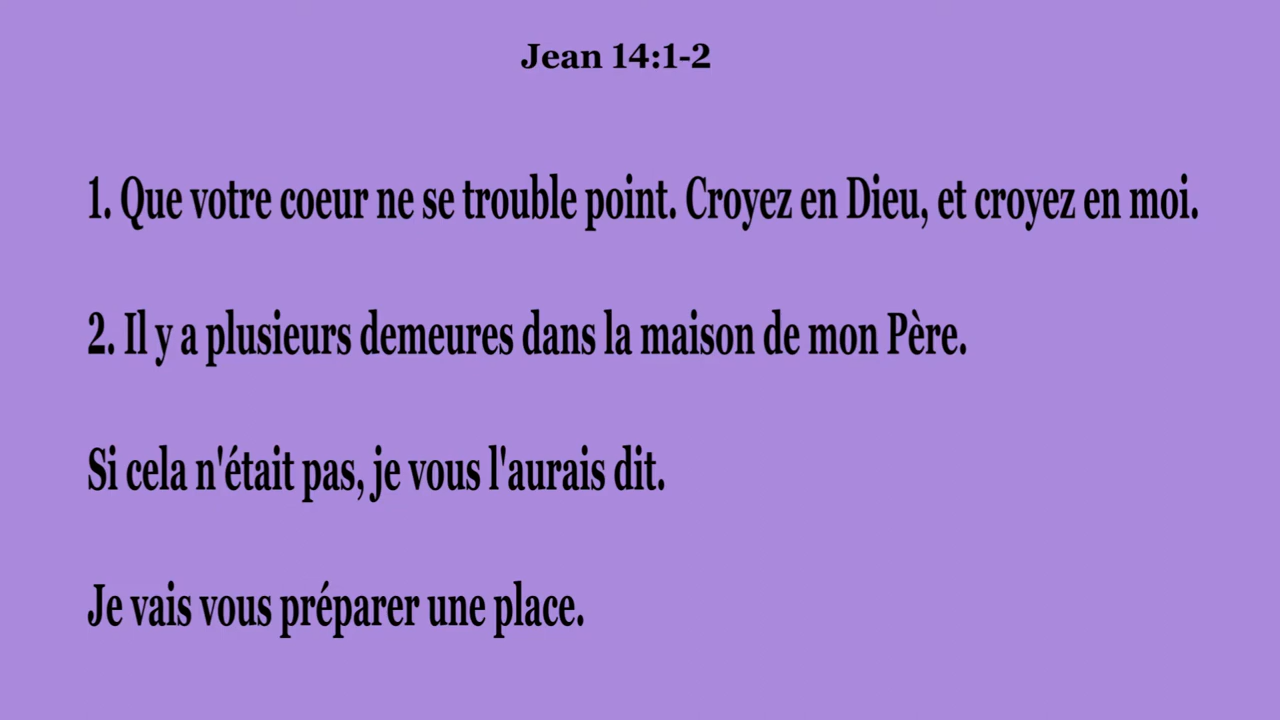 Jean 14:1-2
1. Que votre coeur ne se trouble point. Croyez en Dieu, et croyez en moi.
2. Il y a plusieurs demeures dans la maison de mon Père.
Si cela n'était pas, je vous l'aurais dit.
Je vais vous préparer une place.